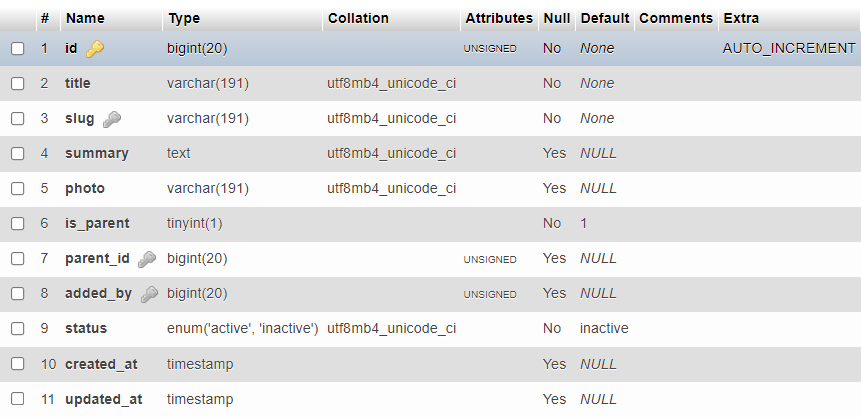 # Name Type Collation Attributes Null Default Comments Extra
1 id bigint(20) UNSIGNED No None AUTO_INCREMENT
2 title varchar(191) utf8mb4_unicode_ci No None
3 slug varchar(191) utf8mb4_unicode_ci No None
4 summary text utf8mb4_unicode_ci Yes NULL
5 photo varchar(191) utf8mb4_unicode_ci Yes NULL
6 is_parent tinyint(1) No 1
7 parent_id bigint(20) UNSIGNED Yes NULL
8 added_by bigint(20) UNSIGNED Yes NULL
9 status enum('active', 'inactive') utf8mb4_unicode_ci No inactive
10 created_at timestamp Yes NULL
11 updated_at timestamp Yes NULL